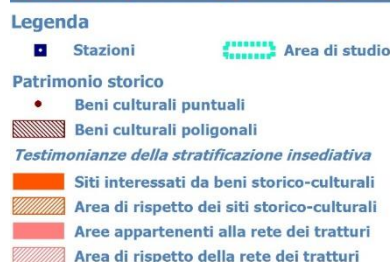 Legenda
Stazioni Area di studio
Patrimonio storico
Beni culturali puntuali
Beni culturali poligonali
Testimonianze della stratificazione insediativa
Siti interessati da beni storico-culturali
Area di rispetto dei siti storico-culturali
Aree appartenenti alla rete dei tratturi
Area di rispetto della rete dei tratturi